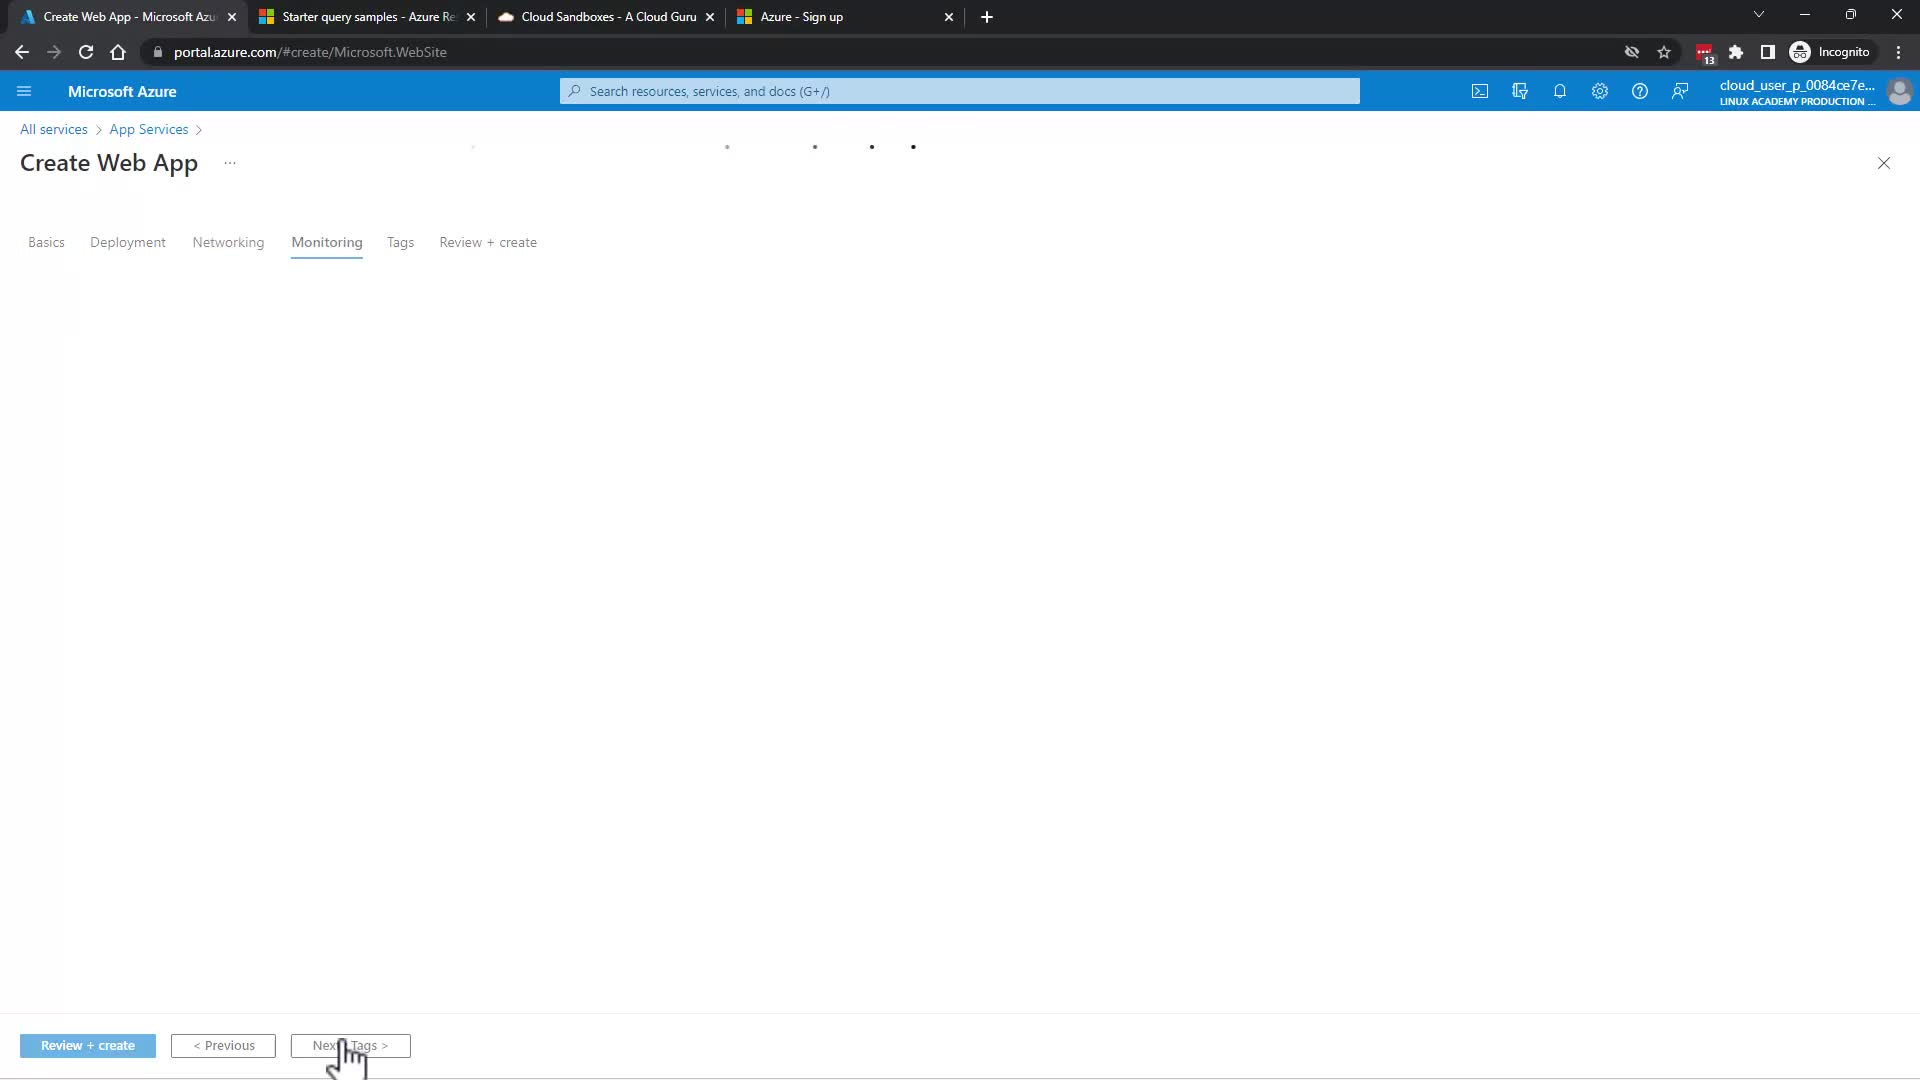 Create Web App - Microsoft Azu
Starter query samples - Azure Re
Cloud Sandboxes - A Cloud Guru
Azure - Sign up
portal.azure.com/#create/Microsoft.WebSite
13
Incognito
Microsoft Azure
Search resources, services, and docs (G+/)
cloud_user_p_0084ce7e...
LINUX ACADEMY PRODUCTION ...
All services > App Services >
Create Web App ...
Basics
Deployment
Networking
Monitoring
Tags
Review + create
Review + create
< Previous
Next Tags >